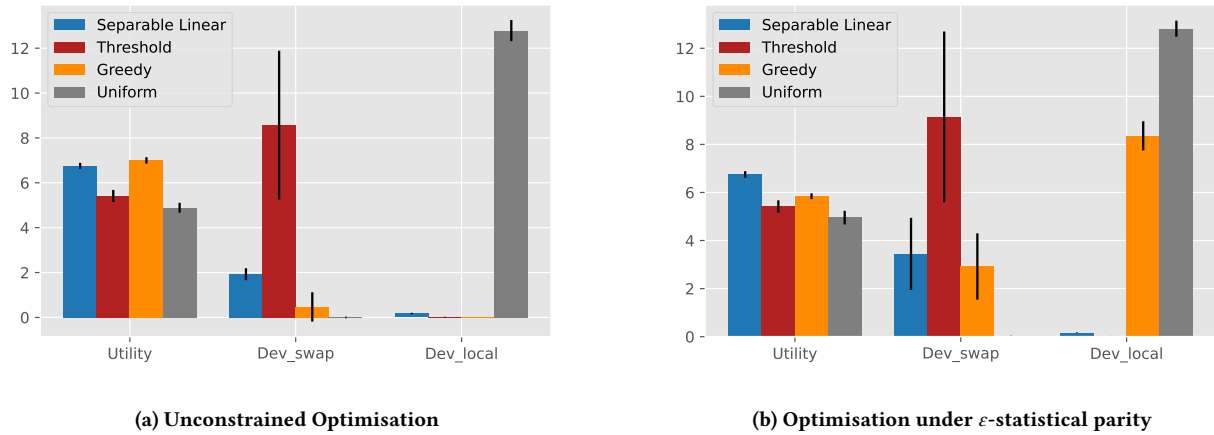 12
10
8
6
4
2
0
Separable Linear
Threshold
Greedy
Uniform
Utility
Dev_swap
Dev_local
(a) Unconstrained Optimisation
12
10
8
6
4
2
0
Separable Linear
Threshold
Greedy
Uniform
Utility
Dev_swap
Dev_local
(b) Optimisation under ε-statistical parity